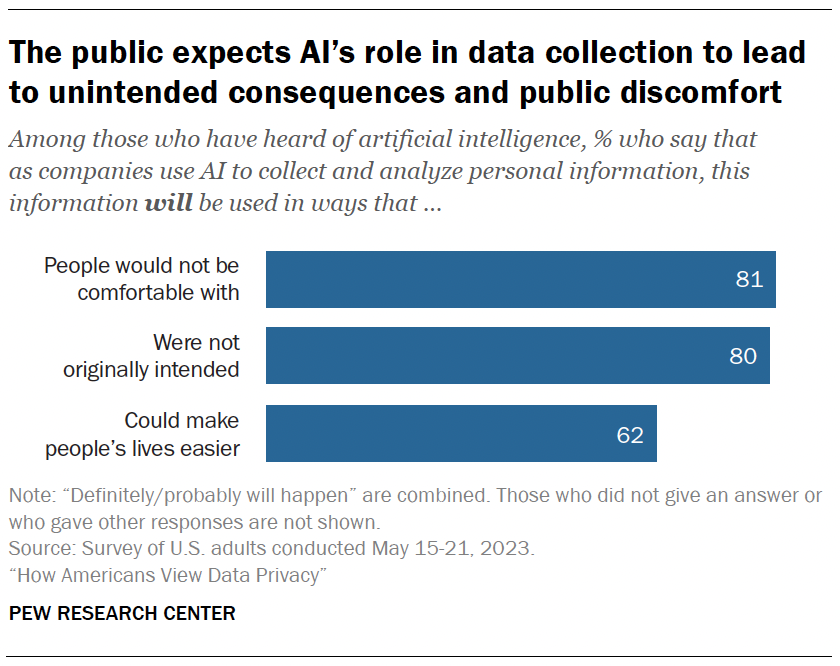 The public expects AI’s role in data collection to lead
to unintended consequences and public discomfort
Among those who have heard of artificial intelligence, % who say that
as companies use AI to collect and analyze personal information, this
information will be used in ways that ...
People would not be
comfortable with
81
Were not
originally intended
80
Could make
people’s lives easier
62
Note: “Definitely/probably will happen” are combined. Those who did not give an answer or
who gave other responses are not shown.
Source: Survey of U.S. adults conducted May 15-21, 2023.
“How Americans View Data Privacy”
PEW RESEARCH CENTER